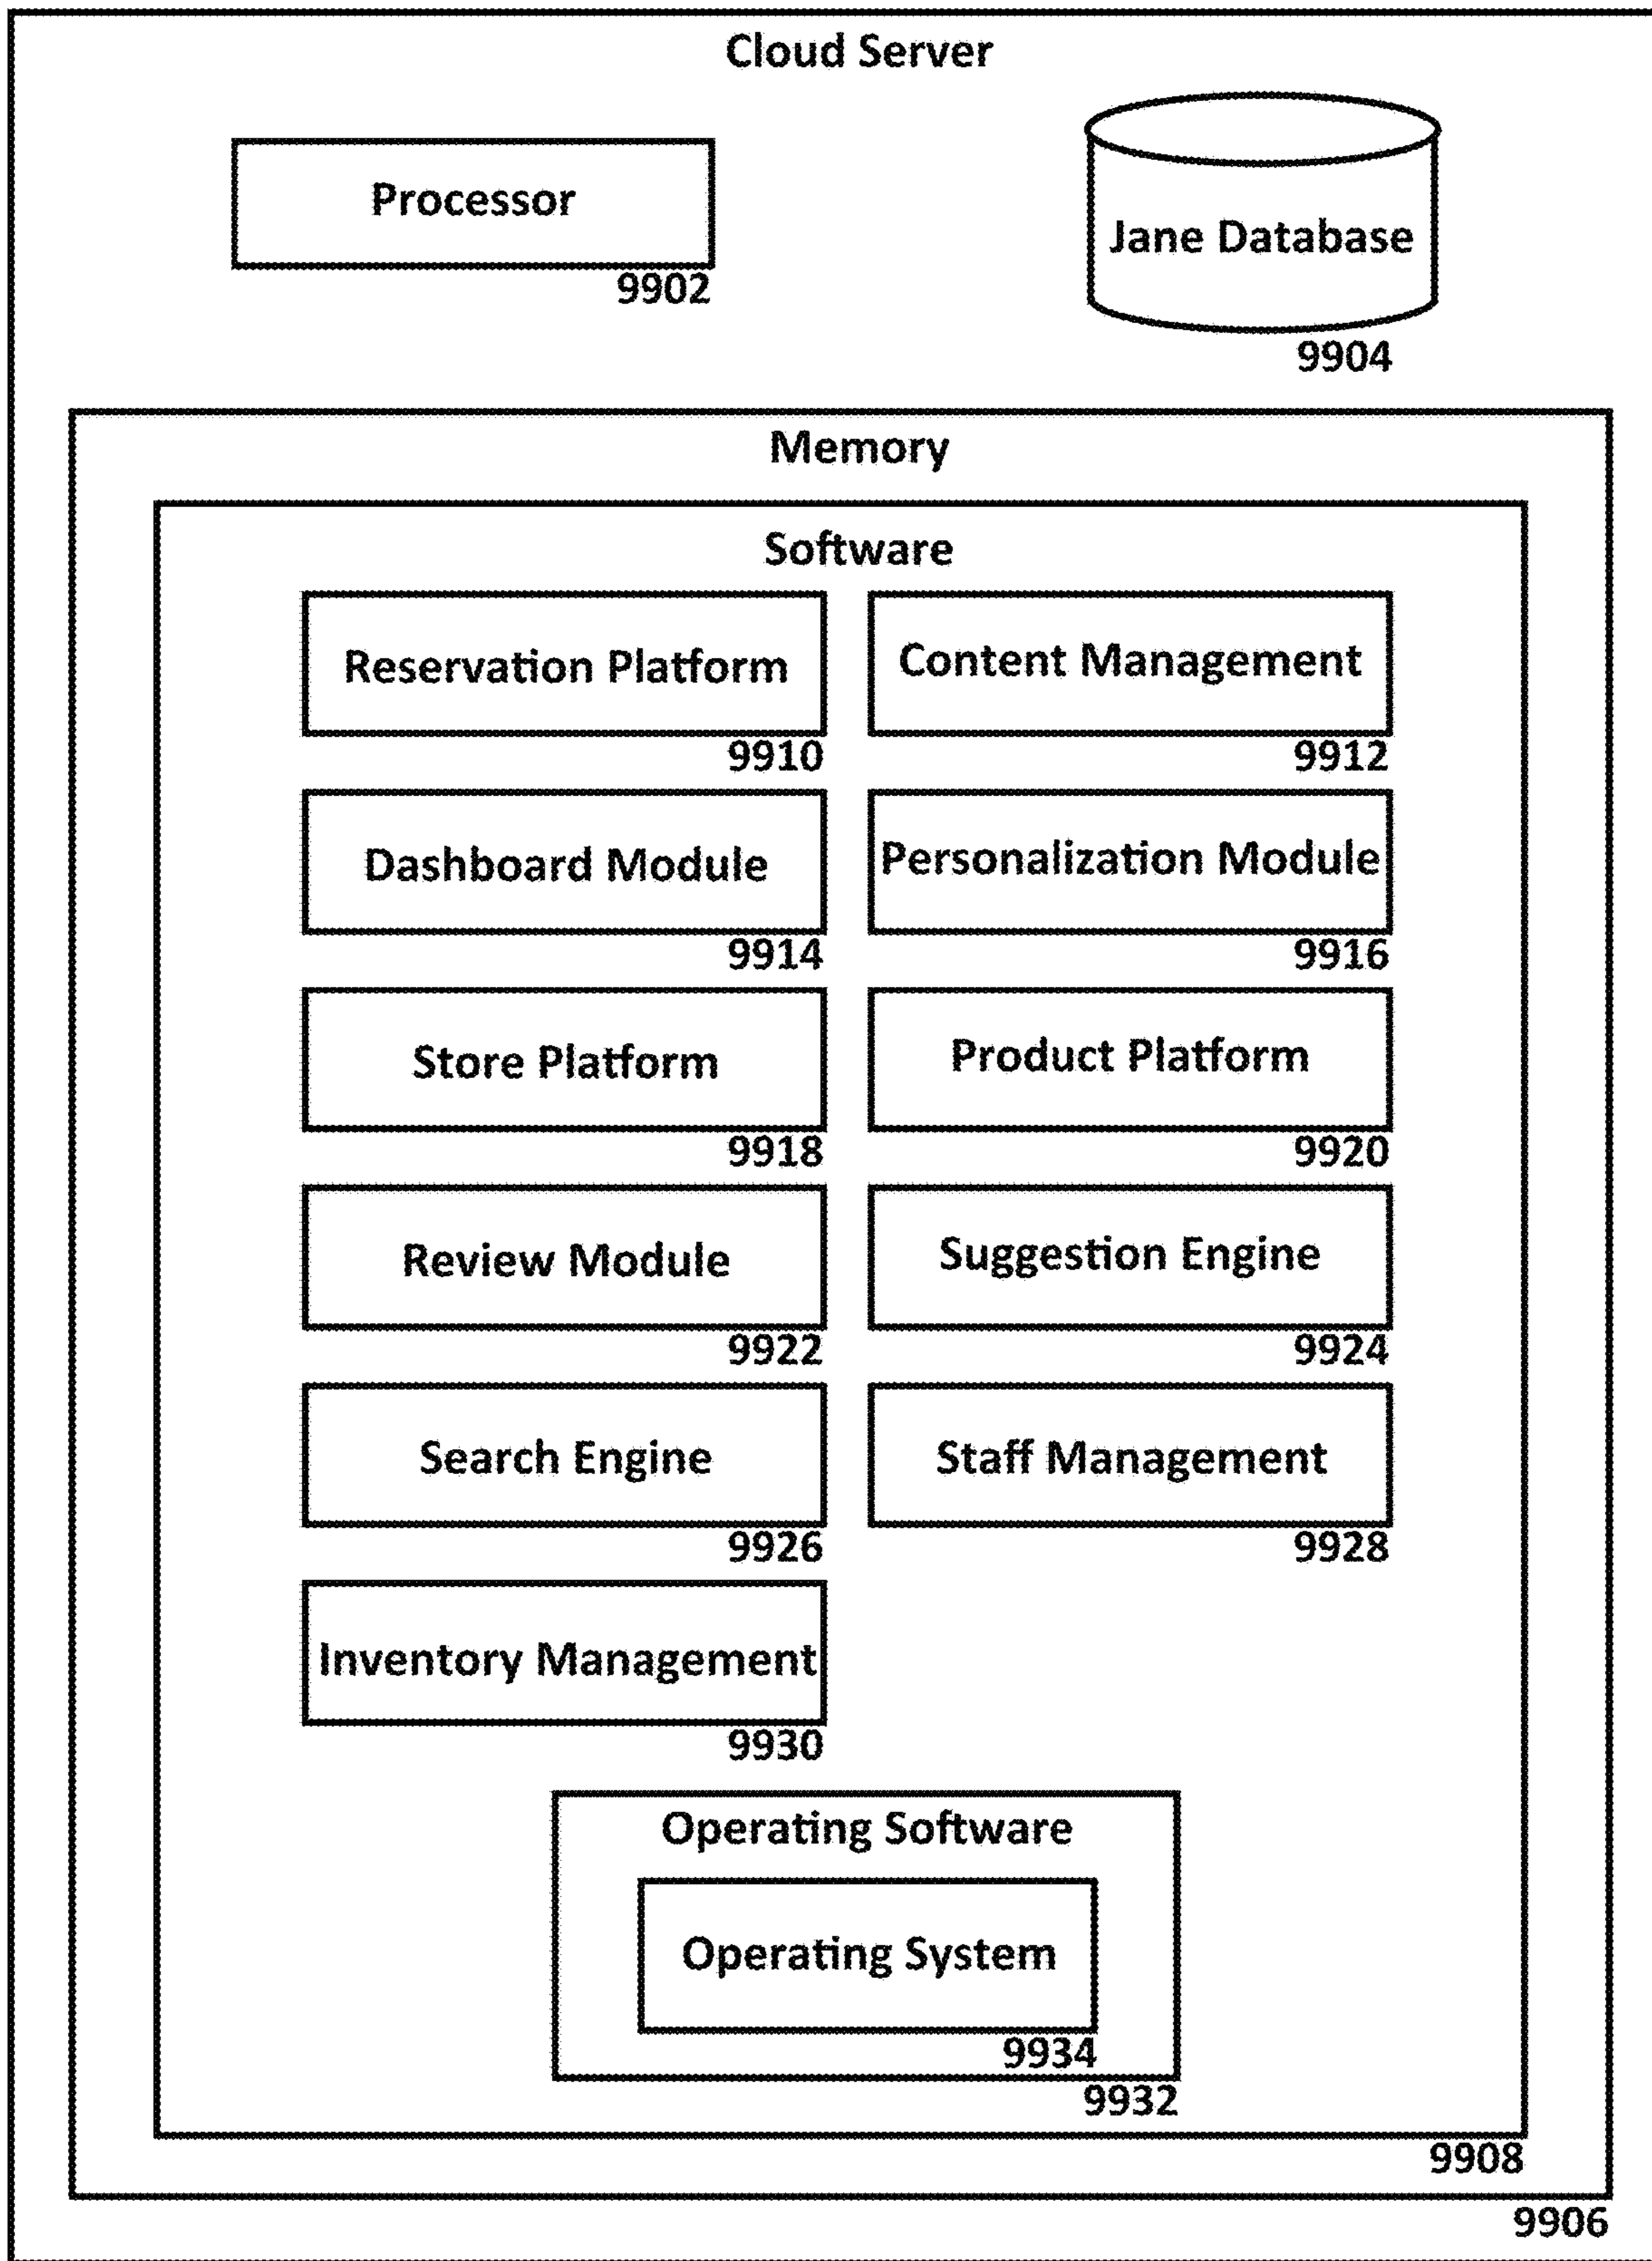 Cloud Server
Processor
9902
Jane Database
9904
Memory
Software
Reservation Platform
9910
Content Management
9912
Dashboard Module
9914
Personalization Module
9916
Store Platform
9918
Product Platform
9920
Review Module
9922
Suggestion Engine
9924
Search Engine
9926
Staff Management
9928
Inventory Management
9930
Operating Software
Operating System
9934
9932
9908
9906